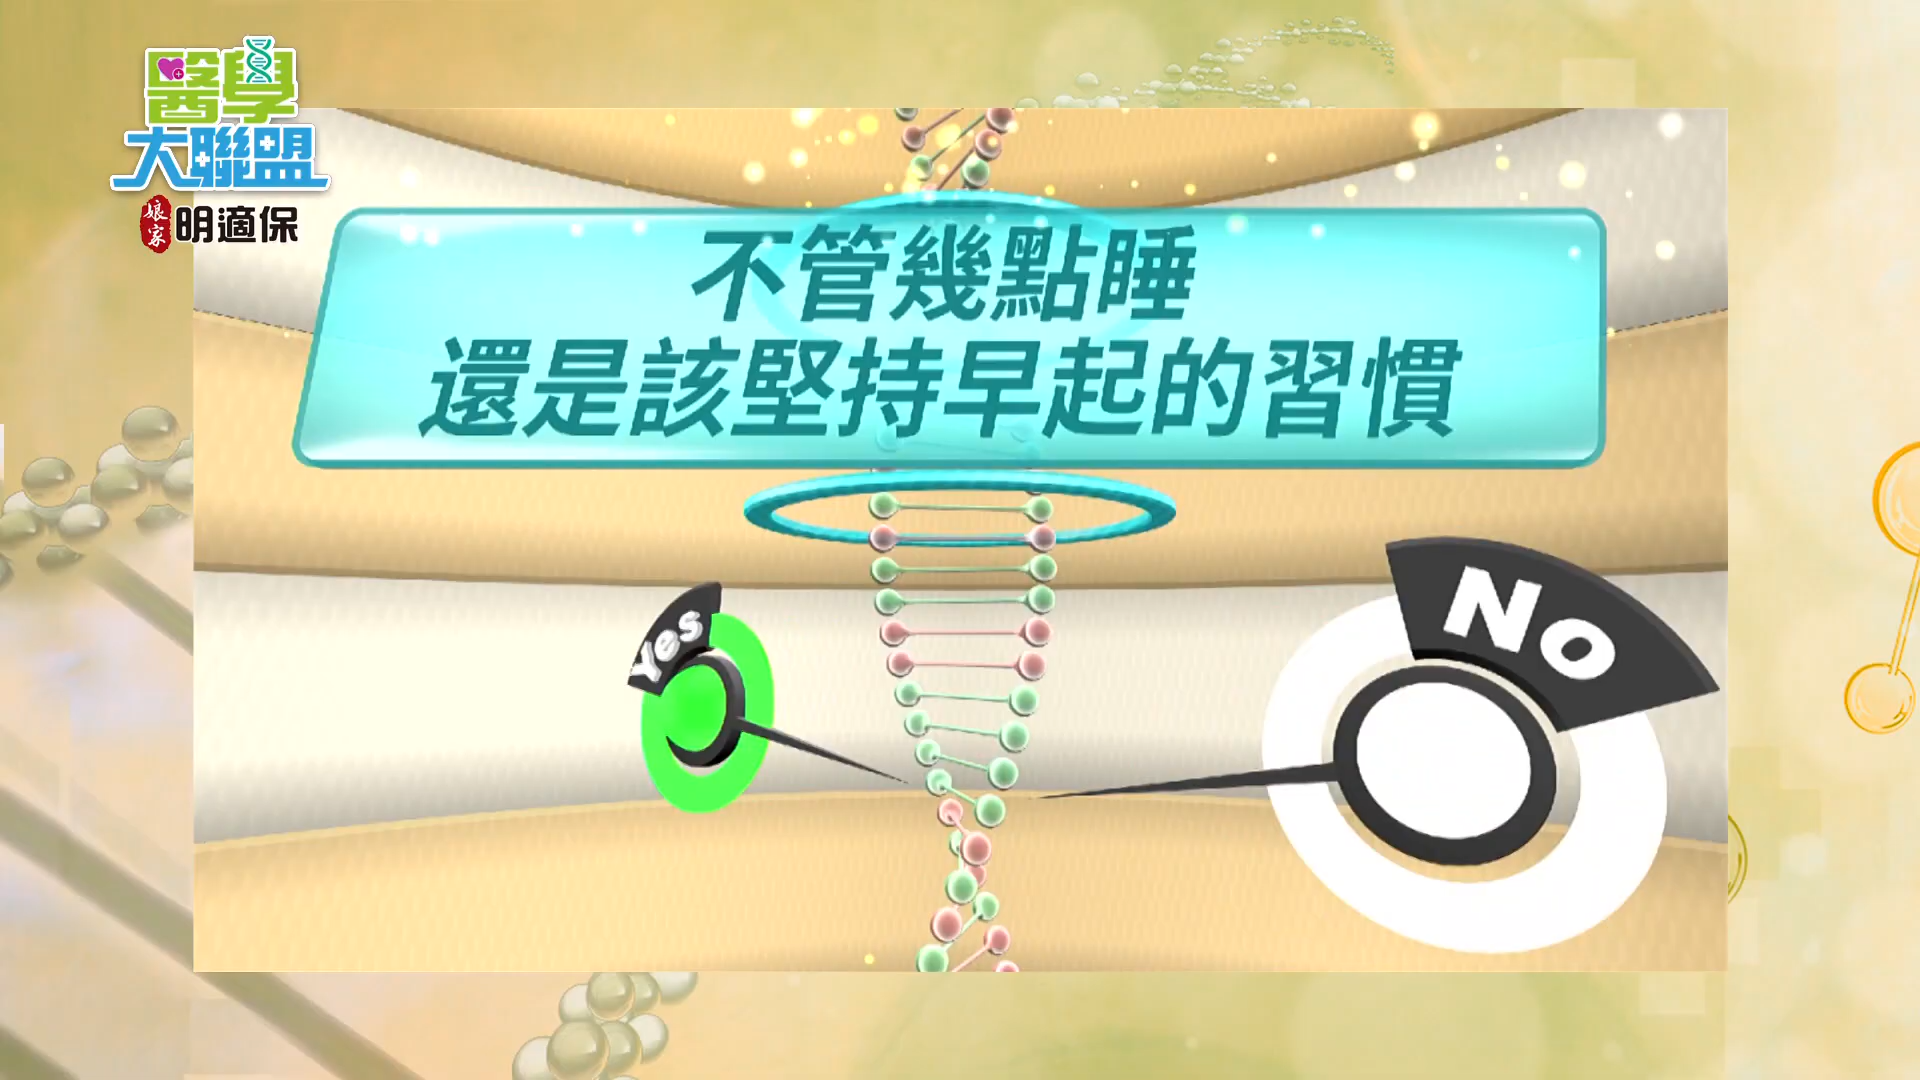 醫學
大聯盟
娘家 明適保
不管幾點睡
還是該堅持早起的習慣
Yes
No